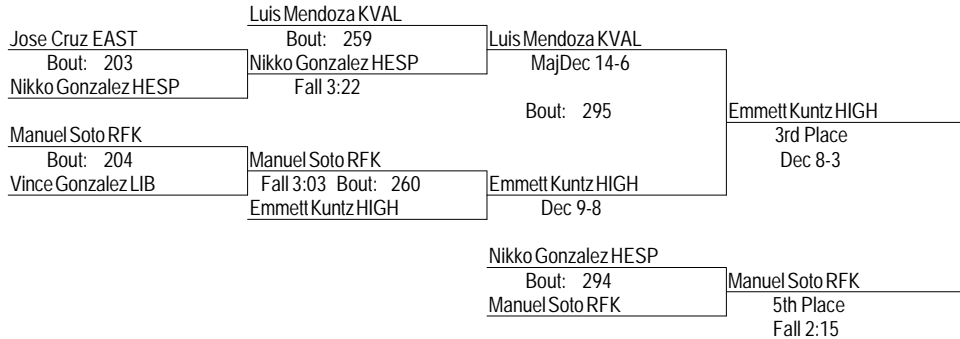 Luis Mendoza KVAL
Jose Cruz EAST
Bout: 259
Luis Mendoza KVAL
Bout: 203
Nikko Gonzalez HESP
MajDec 14-6
Nikko Gonzalez HESP
Fall 3:22
Bout: 295
Emmett Kuntz HIGH
Manuel Soto RFK
3rd Place
Bout: 204
Manuel Soto RFK
Dec 8-3
Vince Gonzalez LIB
Fall 3:03 Bout: 260
Emmett Kuntz HIGH
Emmett Kuntz HIGH
Dec 9-8
Nikko Gonzalez HESP
Bout: 294
Manuel Soto RFK
Manuel Soto RFK
5th Place
Fall 2:15